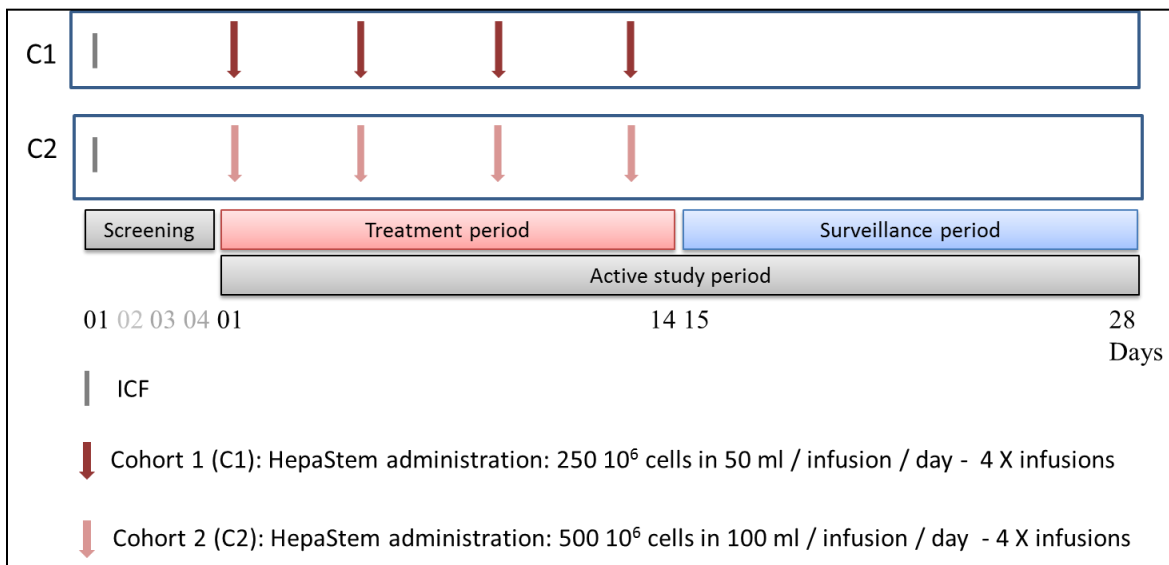 C1
C2
Screening Treatment period Surveillance period
Active study period
01 02 03 04 01 14 15 28
Days
ICF
Cohort 1 (C1): HepaStem administration: 250 10⁶ cells in 50 ml / infusion / day - 4 X infusions
Cohort 2 (C2): HepaStem administration: 500 10⁶ cells in 100 ml / infusion / day - 4 X infusions